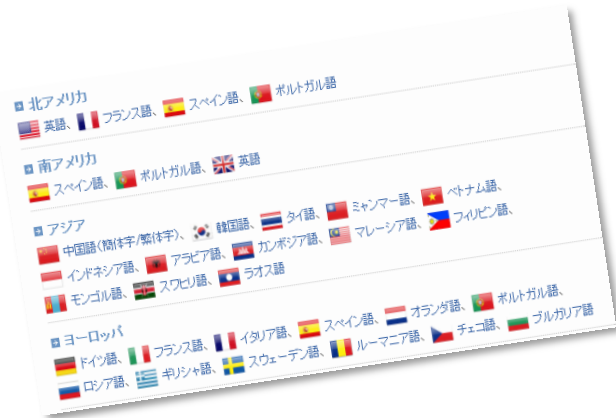 北アメリカ
英語、フランス語、スペイン語、ポルトガル語
南アメリカ
スペイン語、ポルトガル語、英語
アジア
中国語（簡体字/繁体字）、韓国語、タイ語、ミャンマー語、ベトナム語、
インドネシア語、アラビア語、カンボジア語、マレーシア語、フィリピン語、
モンゴル語、スワヒリ語、ラオス語
ヨーロッパ
ドイツ語、フランス語、イタリア語、スペイン語、オランダ語、ポルトガル語、
ロシア語、ギリシャ語、スウェーデン語、ルーマニア語、チェコ語、ブルガリア語